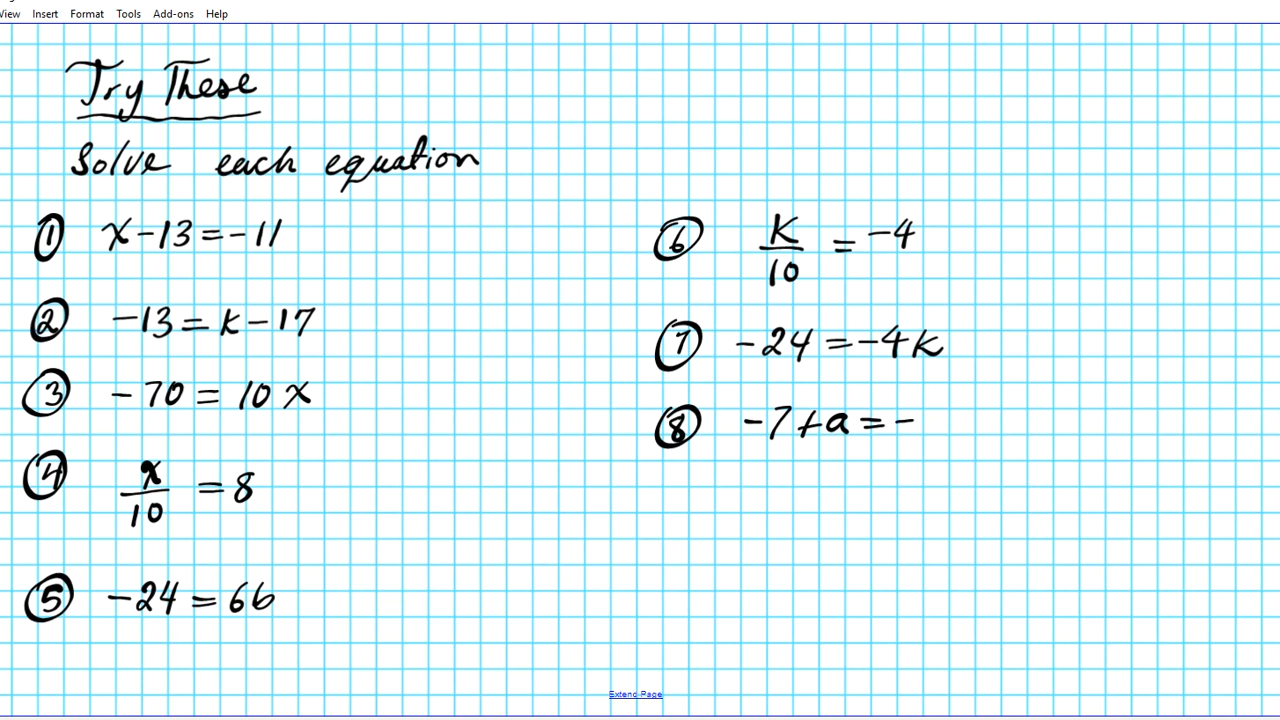 View Insert Format Tools Add-ons Help
Try These
Solve each equation
① x-13=-11
② -13=k-17
③ -70=10x
④ x/10=8
⑤ -24=6b
⑥ k/10=-4
⑦ -24=-4k
⑧ -7+a=-
Extend Page